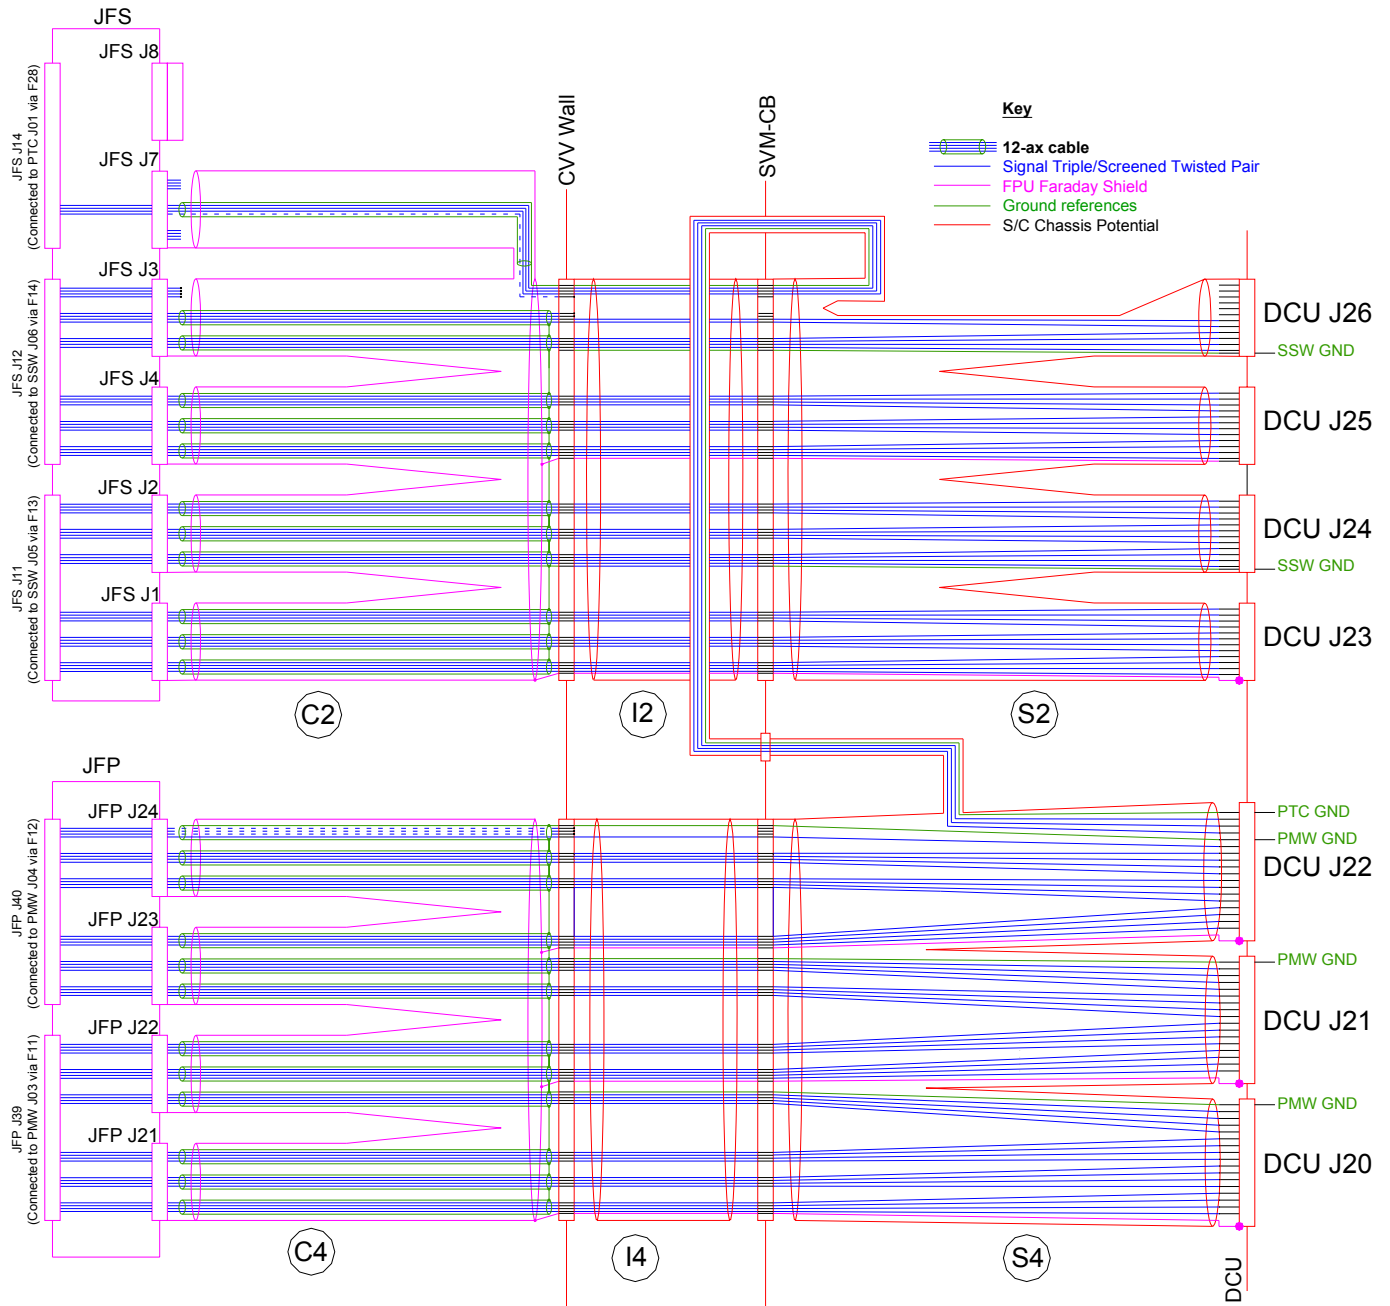 JFS
JFS J8
JFS J14
(Connected to PTC J01 via F28)
JFS J7
CVV Wall
SVM-CB
Key
12-ax cable
Signal Triple/Screened Twisted Pair
FPU Faraday Shield
Ground references
S/C Chassis Potential
JFS J3
JFS J12
(Connected to SSW J06 via F14)
JFS J4
DCU J26
SSW GND
DCU J25
JFS J2
JFS J11
(Connected to SSW J05 via F13)
JFS J1
DCU J24
SSW GND
DCU J23
C2
I2
S2
JFP
JFP J24
JFP J40
(Connected to PMW J04 via F12)
JFP J23
PTC GND
PMW GND
DCU J22
PMW GND
JFP J22
JFP J39
(Connected to PMW J03 via F11)
JFP J21
DCU J21
PMW GND
DCU J20
C4
I4
S4
DCU